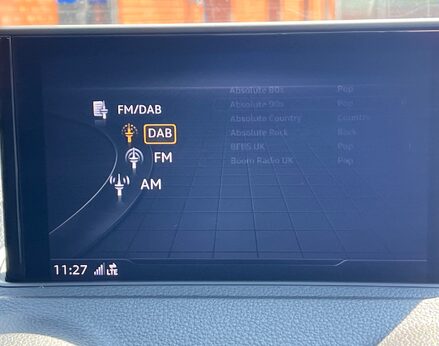 FM/DAB
DAB
FM
AM
Absolute 80s Pop
Absolute 90s Pop
Absolute Country Country
Absolute Rock Rock
BFBS UK Pop
Boom Radio UK Pop
11:27 LTE